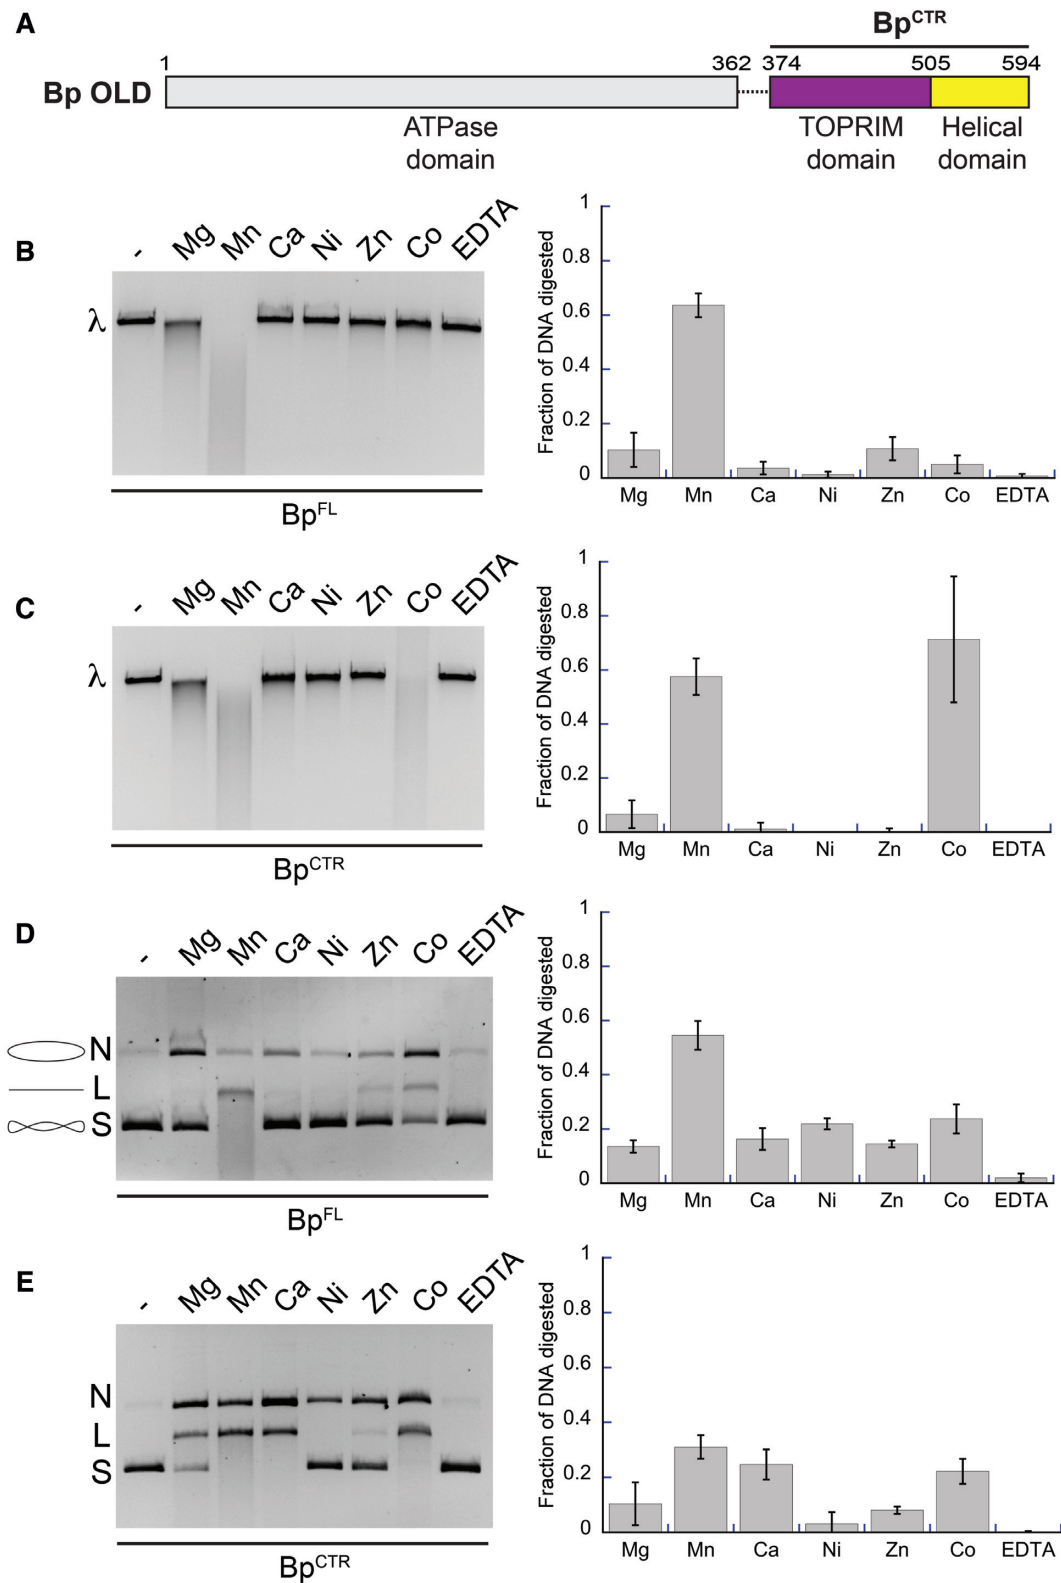 A
Bp^CTR
1 362 374 505 594
Bp OLD
ATPase domain
TOPRIM domain
Helical domain
B
- Mg Mn Ca Ni Zn Co EDTA
λ
Bp^FL
Fraction of DNA digested
1
0.8
0.6
0.4
0.2
0
Mg Mn Ca Ni Zn Co EDTA
C
- Mg Mn Ca Ni Zn Co EDTA
λ
Bp^CTR
Fraction of DNA digested
1
0.8
0.6
0.4
0.2
0
Mg Mn Ca Ni Zn Co EDTA
D
- Mg Mn Ca Ni Zn Co EDTA
N
L
S
Bp^FL
Fraction of DNA digested
1
0.8
0.6
0.4
0.2
0
Mg Mn Ca Ni Zn Co EDTA
E
- Mg Mn Ca Ni Zn Co EDTA
N
L
S
Bp^CTR
Fraction of DNA digested
1
0.8
0.6
0.4
0.2
0
Mg Mn Ca Ni Zn Co EDTA